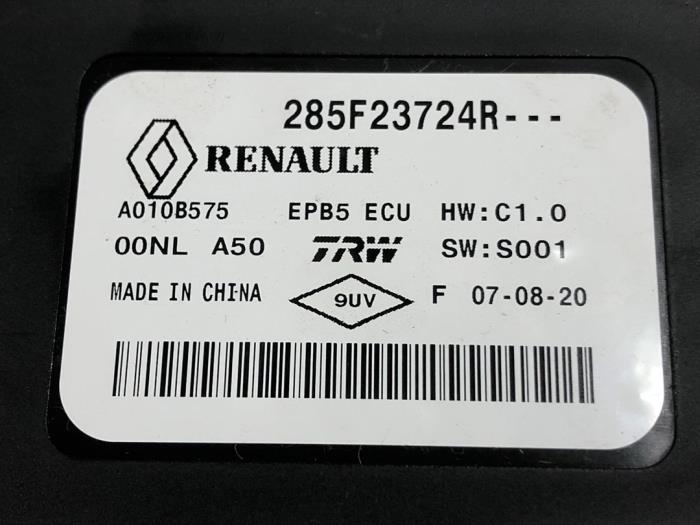 285F23724R---
RENAULT
A010B575 EPB5 ECU HW:C1.0
00NL A50 TRW SW:S001
MADE IN CHINA 9UV F 07-08-20